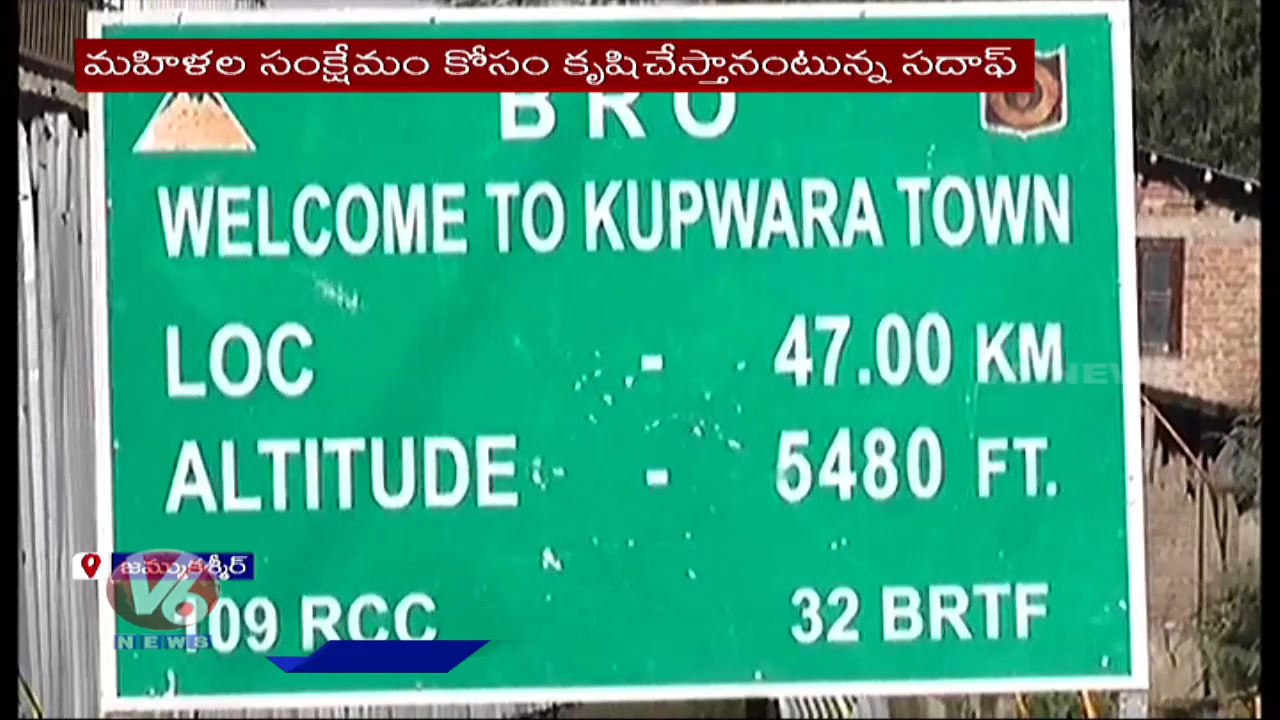 మహిళల సంక్షేమం కోసం కృషిచేస్తానంటున్న సదాఫ్
BRO
WELCOME TO KUPWARA TOWN
LOC - 47.00 KM
ALTITUDE - 5480 FT.
జమ్ముకశ్మీర్
V6
NEWS
109 RCC 32 BRTF